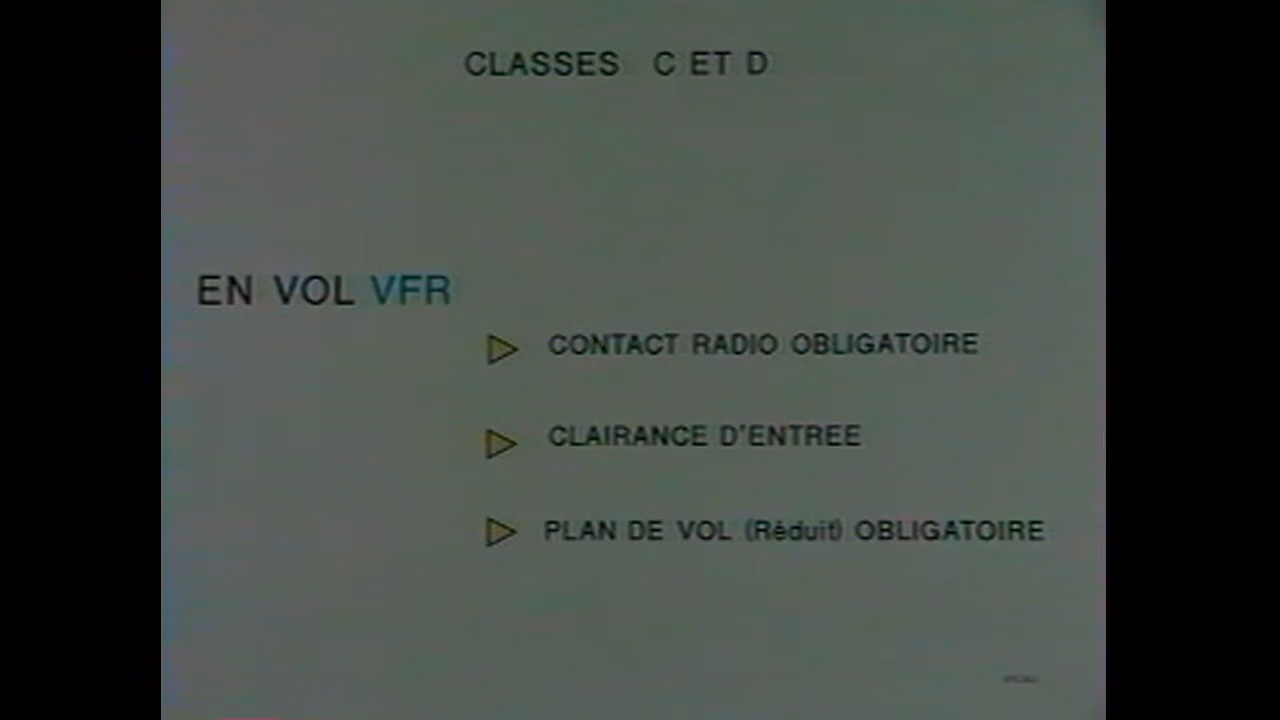 CLASSES C ET D
EN VOL VFR
CONTACT RADIO OBLIGATOIRE
CLAIRANCE D'ENTREE
PLAN DE VOL (Réduit) OBLIGATOIRE